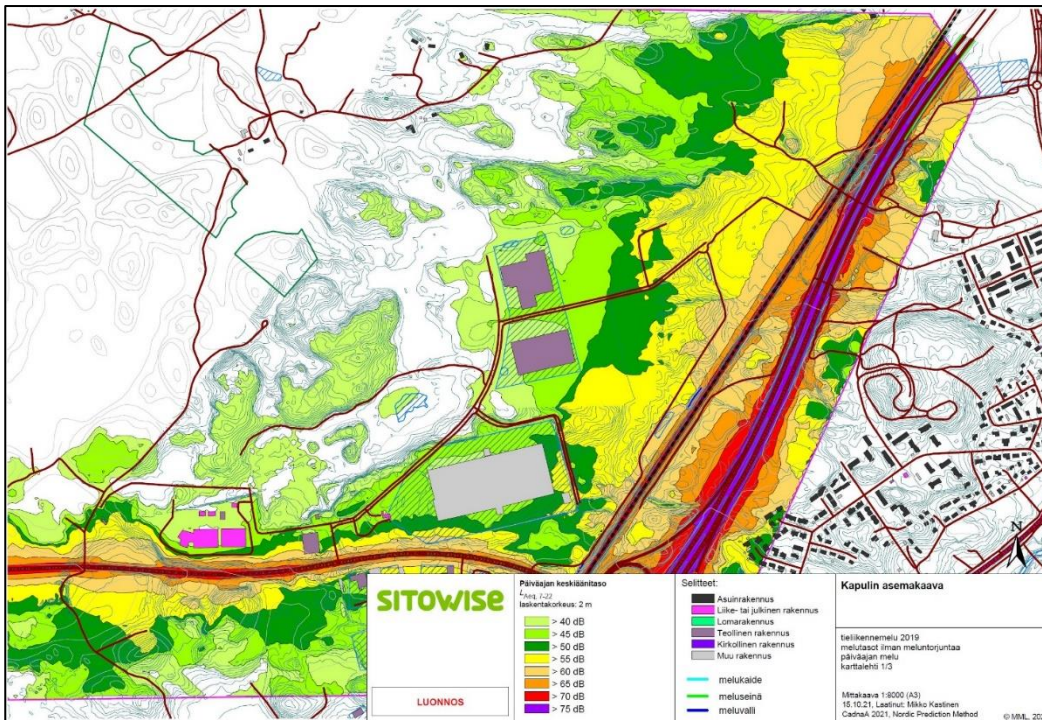 N
SITOWISE
LUONNOS
Päiväajan keskiäänitaso
LAeq, 7-22
laskentakorkeus: 2 m
> 40 dB
> 45 dB
> 50 dB
> 55 dB
> 60 dB
> 65 dB
> 70 dB
> 75 dB
Selitteet:
Asuinrakennus
Liike- tai julkinen rakennus
Lomarakennus
Teollinen rakennus
Kirkollinen rakennus
Muu rakennus
melukaide
meluseinä
meluvalli
Kapulin asemakaava
tieliikennemelu 2019
melutasot ilman meluntorjuntaa
päiväajan melu
karttalehti 1/3
Mittakaava 1:8000 (A3)
15.10.21, Laatinut: Mikko Kastinen
CadnaA 2021, Nordic Prediction Method
© MML,